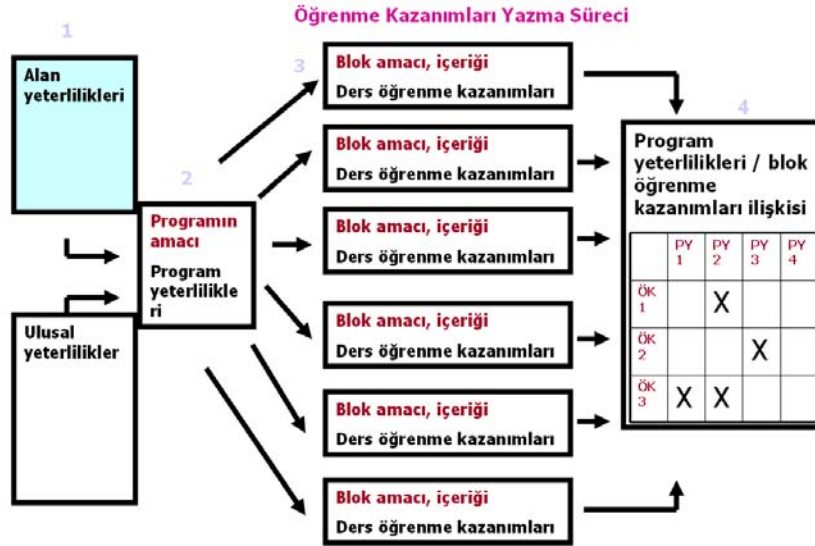 Öğrenme Kazanımları Yazma Süreci
1
Alan
yeterlilikleri
Ulusal
yeterlilikler
2
Programın
amacı
Program
yeterlilikle
ri
3
Blok amacı, içeriği
Ders öğrenme kazanımları
Blok amacı, içeriği
Ders öğrenme kazanımları
Blok amacı, içeriği
Ders öğrenme kazanımları
Blok amacı, içeriği
Ders öğrenme kazanımları
Blok amacı, içeriği
Ders öğrenme kazanımları
Blok amacı, içeriği
Ders öğrenme kazanımları
4
Program
yeterlilikleri / blok
öğrenme
kazanımları ilişkisi
PY 1 PY 2 PY 3 PY 4
ÖK 1 X
ÖK 2 X
ÖK 3 X X